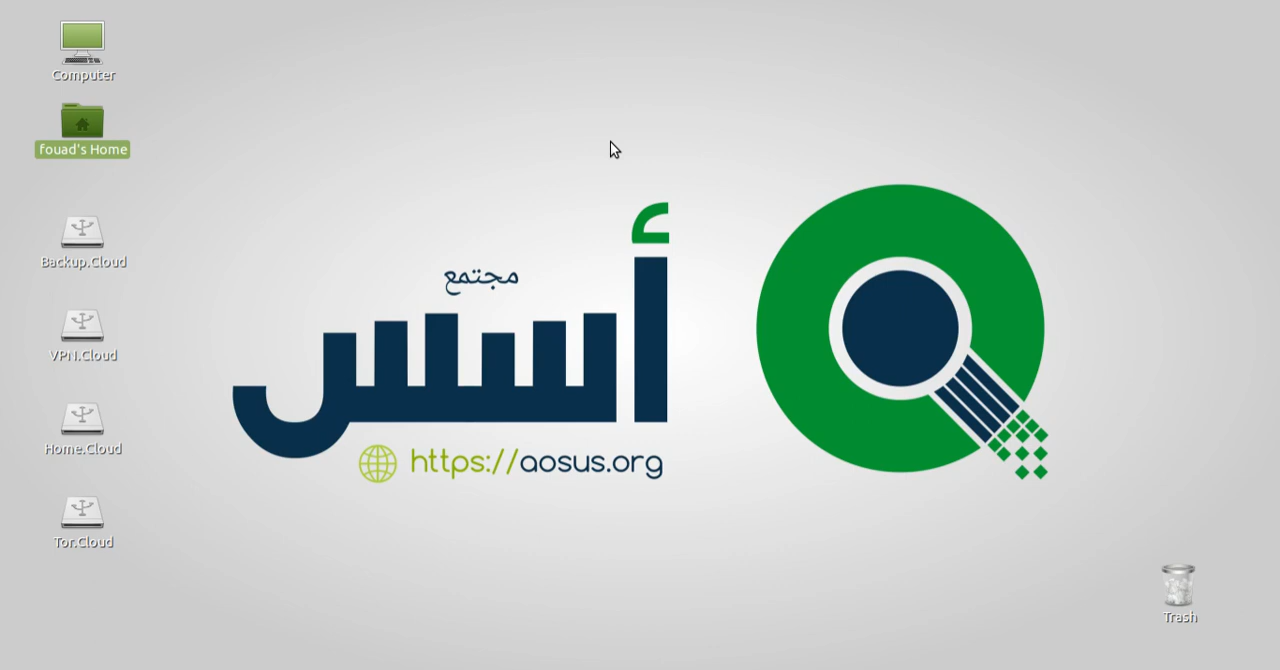 Computer
fouad's Home
Backup.Cloud
VPN.Cloud
Home.Cloud
Tor.Cloud
مجتمع
أسس
https://aosus.org
Trash